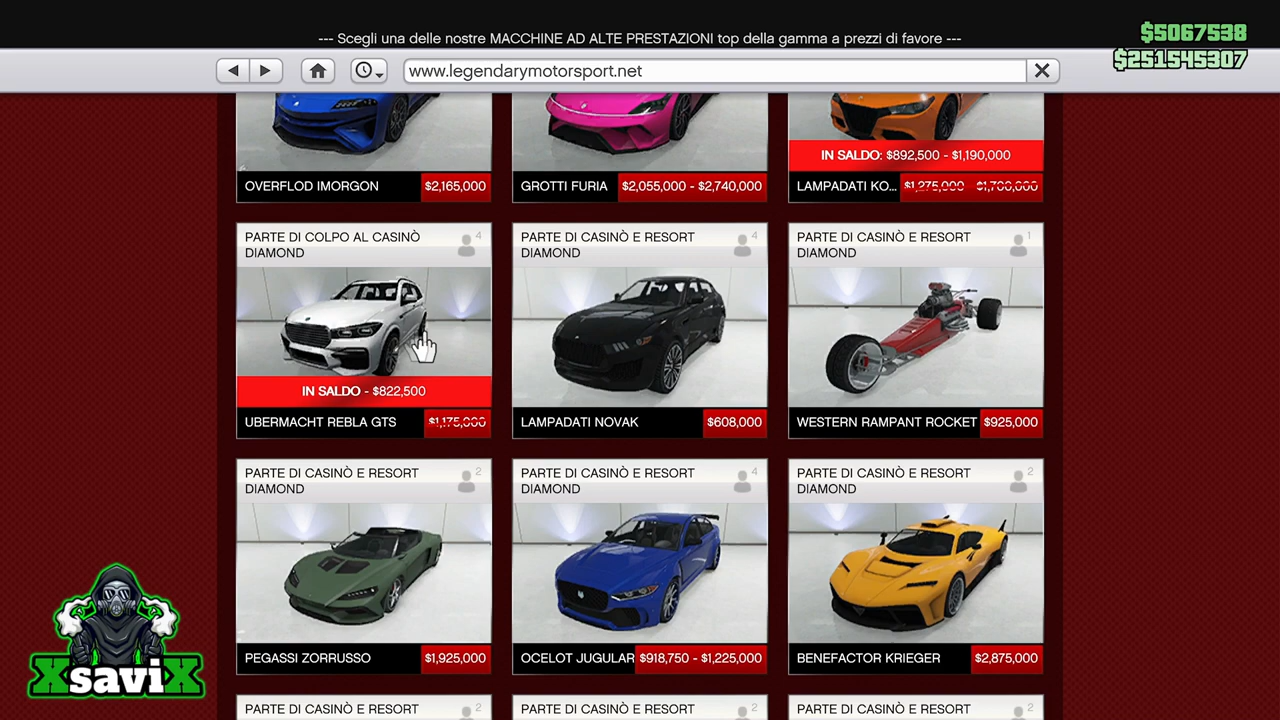 --- Scegli una delle nostre MACCHINE AD ALTE PRESTAZIONI top della gamma a prezzi di favore ---
$5067538
$251545307
www.legendarymotorsport.net
IN SALDO: $892,500 - $1,190,000
OVERFLOD IMORGON $2,165,000
GROTTI FURIA $2,055,000 - $2,740,000
LAMPADATI KO... $1,275,000 - $1,700,000
PARTE DI COLPO AL CASINÒ
DIAMOND
4
PARTE DI CASINÒ E RESORT
DIAMOND
4
PARTE DI CASINÒ E RESORT
DIAMOND
1
IN SALDO - $822,500
UBERMACHT REBLA GTS $1,175,000
LAMPADATI NOVAK $608,000
WESTERN RAMPANT ROCKET $925,000
PARTE DI CASINÒ E RESORT
DIAMOND
2
PARTE DI CASINÒ E RESORT
DIAMOND
4
PARTE DI CASINÒ E RESORT
DIAMOND
2
PEGASSI ZORRUSSO $1,925,000
OCELOT JUGULAR $918,750 - $1,225,000
BENEFACTOR KRIEGER $2,875,000
PARTE DI CASINÒ E RESORT
2
PARTE DI CASINÒ E RESORT
2
PARTE DI CASINÒ E RESORT
2
XsaviX